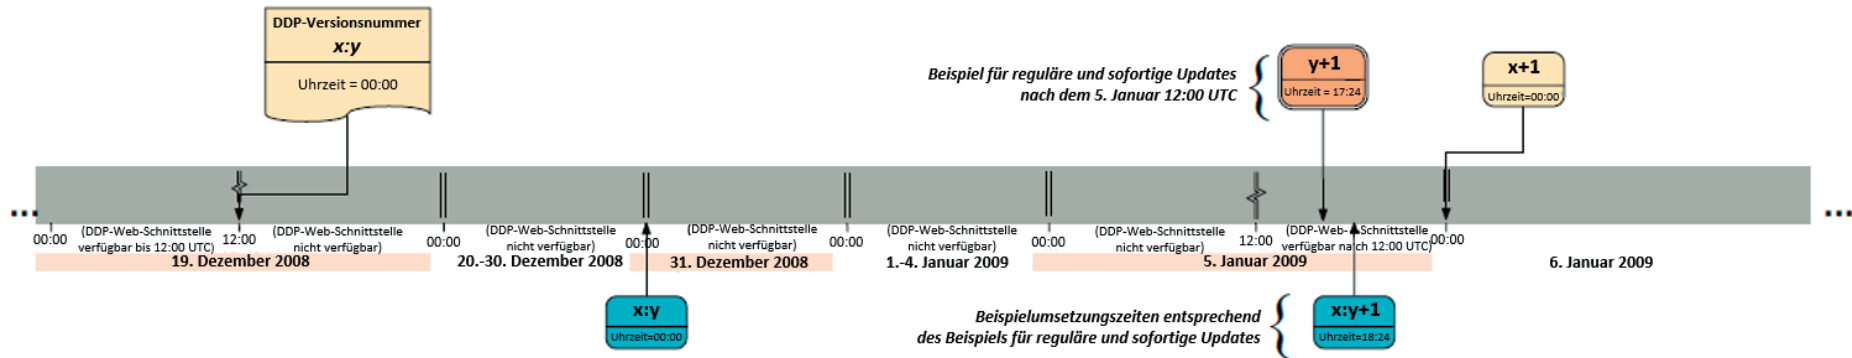 DDP-Versionsnummer
x:y
Uhrzeit = 00:00
Beispiel für reguläre und sofortige Updates
nach dem 5. Januar 12:00 UTC
y+1
Uhrzeit = 17:24
x+1
Uhrzeit=00:00
...
...
00:00
(DDP-Web-Schnittstelle
verfügbar bis 12:00 UTC)
12:00
(DDP-Web-Schnittstelle
nicht verfügbar)
00:00
(DDP-Web-Schnittstelle
nicht verfügbar)
00:00
(DDP-Web-Schnittstelle
nicht verfügbar)
00:00
(DDP-Web-Schnittstelle
nicht verfügbar)
00:00
(DDP-Web-Schnittstelle
nicht verfügbar)
12:00
(DDP-Web-Schnittstelle
verfügbar nach 12:00 UTC)
00:00
19. Dezember 2008
20.-30. Dezember 2008
31. Dezember 2008
1.-4. Januar 2009
5. Januar 2009
6. Januar 2009
x:y
Uhrzeit=00:00
Beispielumsetzungszeiten entsprechend
des Beispiels für reguläre und sofortige Updates
x:y+1
Uhrzeit=18:24